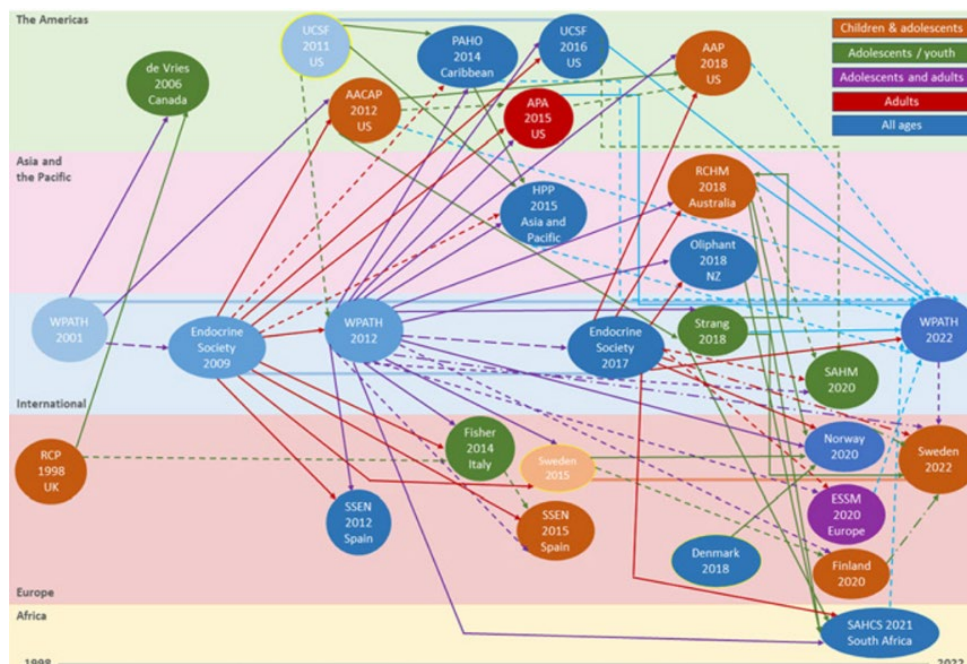 The Americas
UCSF
2011
US
PAHO
2014
Caribbean
UCSF
2016
US
AAP
2018
US
Children & adolescents
Adolescents / youth
Adolescents and adults
Adults
All ages
de Vries
2006
Canada
AACAP
2012
US
APA
2015
US
Asia and
the Pacific
HPP
2015
Asia and
Pacific
RCHM
2018
Australia
Oliphant
2018
NZ
WPATH
2001
Endocrine
Society
2009
WPATH
2012
Endocrine
Society
2017
Strang
2018
WPATH
2022
SAHM
2020
International
RCP
1998
UK
Fisher
2014
Italy
Sweden
2015
Norway
2020
Sweden
2022
SSEN
2012
Spain
SSEN
2015
Spain
ESSM
2020
Europe
Denmark
2018
Finland
2020
Europe
Africa
SAHCS 2021
South Africa
1998
2022